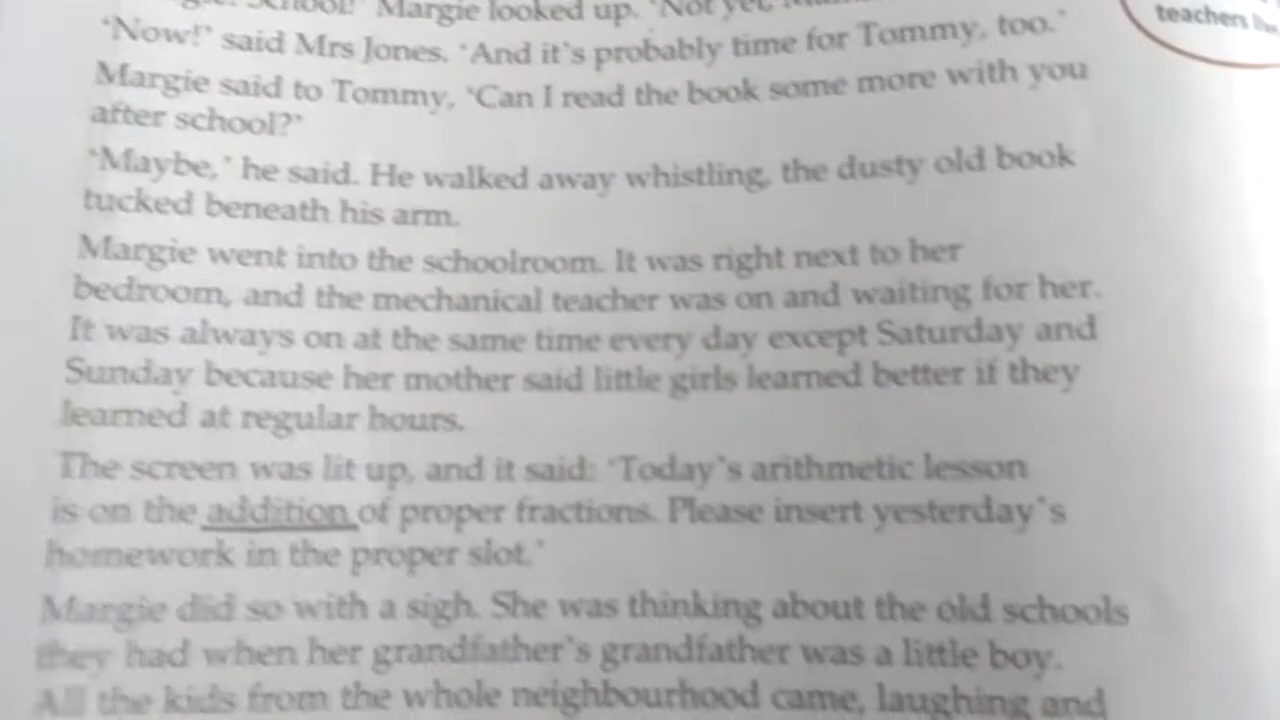 School!' Margie looked up. 'Not yet,
'Now!' said Mrs Jones. 'And it's probably time for Tommy, too.'
Margie said to Tommy, 'Can I read the book some more with you
after school?'
'Maybe,' he said. He walked away whistling, the dusty old book
tucked beneath his arm.
Margie went into the schoolroom. It was right next to her
bedroom, and the mechanical teacher was on and waiting for her.
It was always on at the same time every day except Saturday and
Sunday because her mother said little girls learned better if they
learned at regular hours.
The screen was lit up, and it said: 'Today's arithmetic lesson
is on the addition of proper fractions. Please insert yesterday's
homework in the proper slot.'
Margie did so with a sigh. She was thinking about the old schools
they had when her grandfather's grandfather was a little boy.
All the kids from the whole neighbourhood came, laughing and
teachers